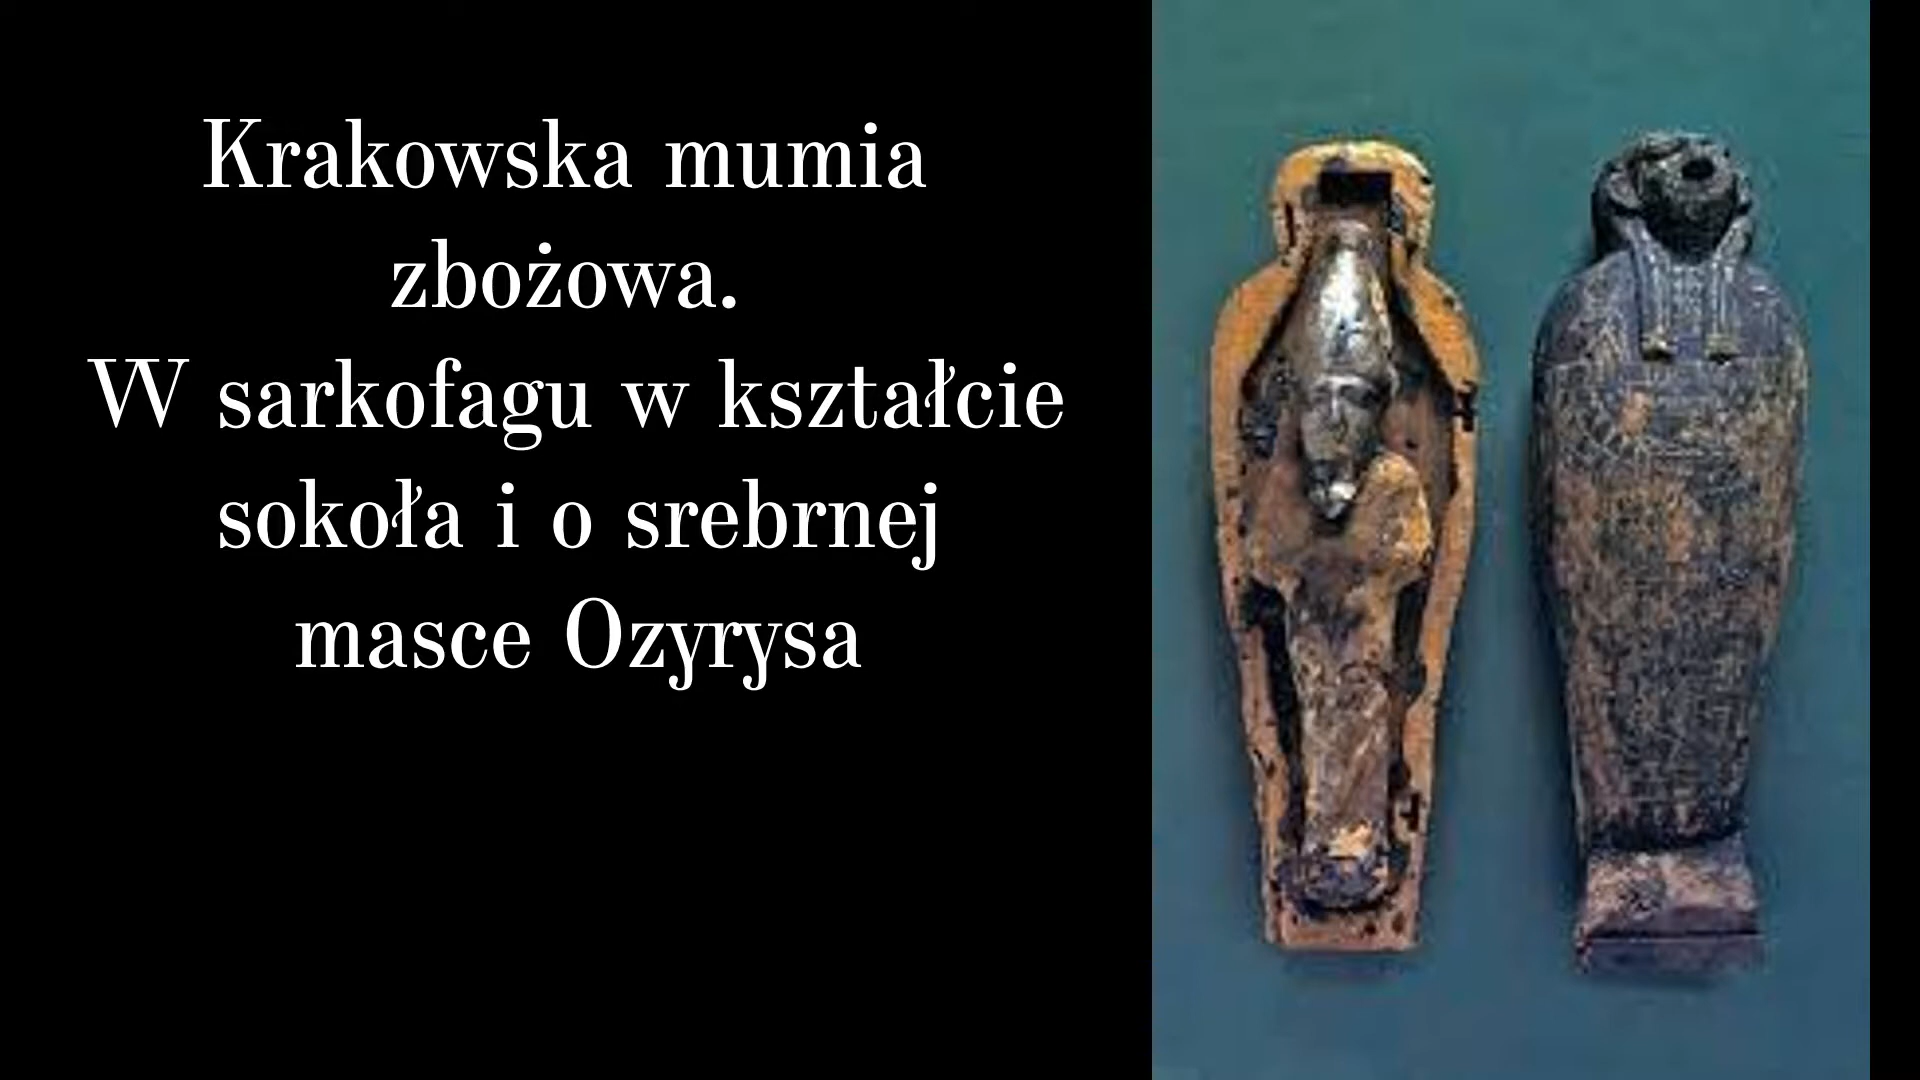 Krakowska mumia
zbożowa.
W sarkofagu w kształcie
sokoła i o srebrnej
masce Ozyrysa